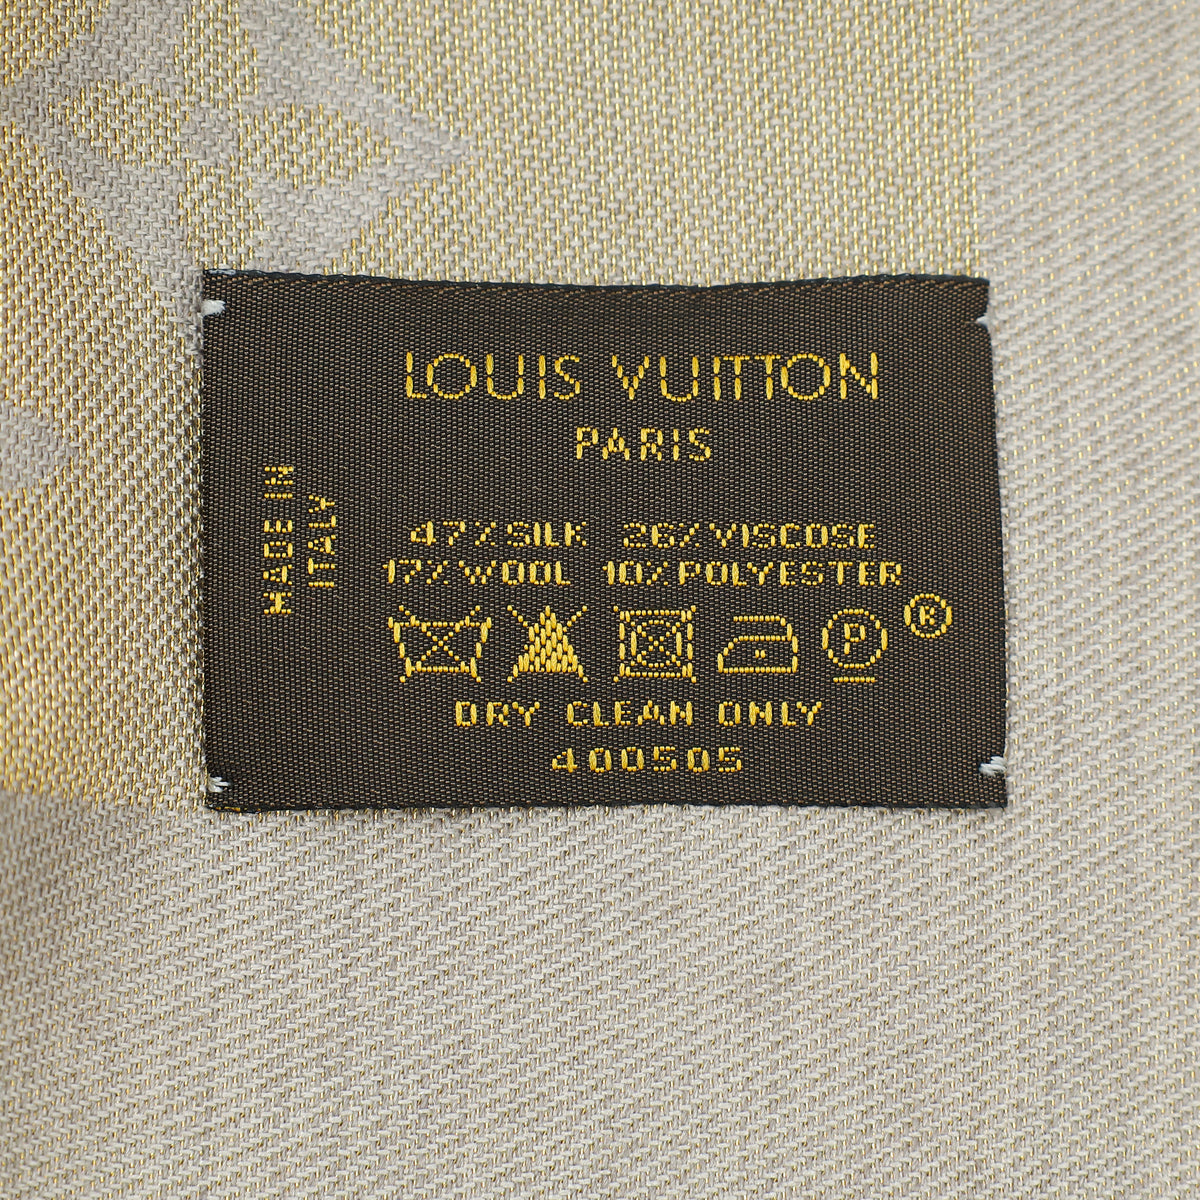 LOUIS VUITTON
PARIS
MADE IN
ITALY
47% SILK 26% VISCOSE
17% WOOL 10% POLYESTER
P ®
DRY CLEAN ONLY
400505